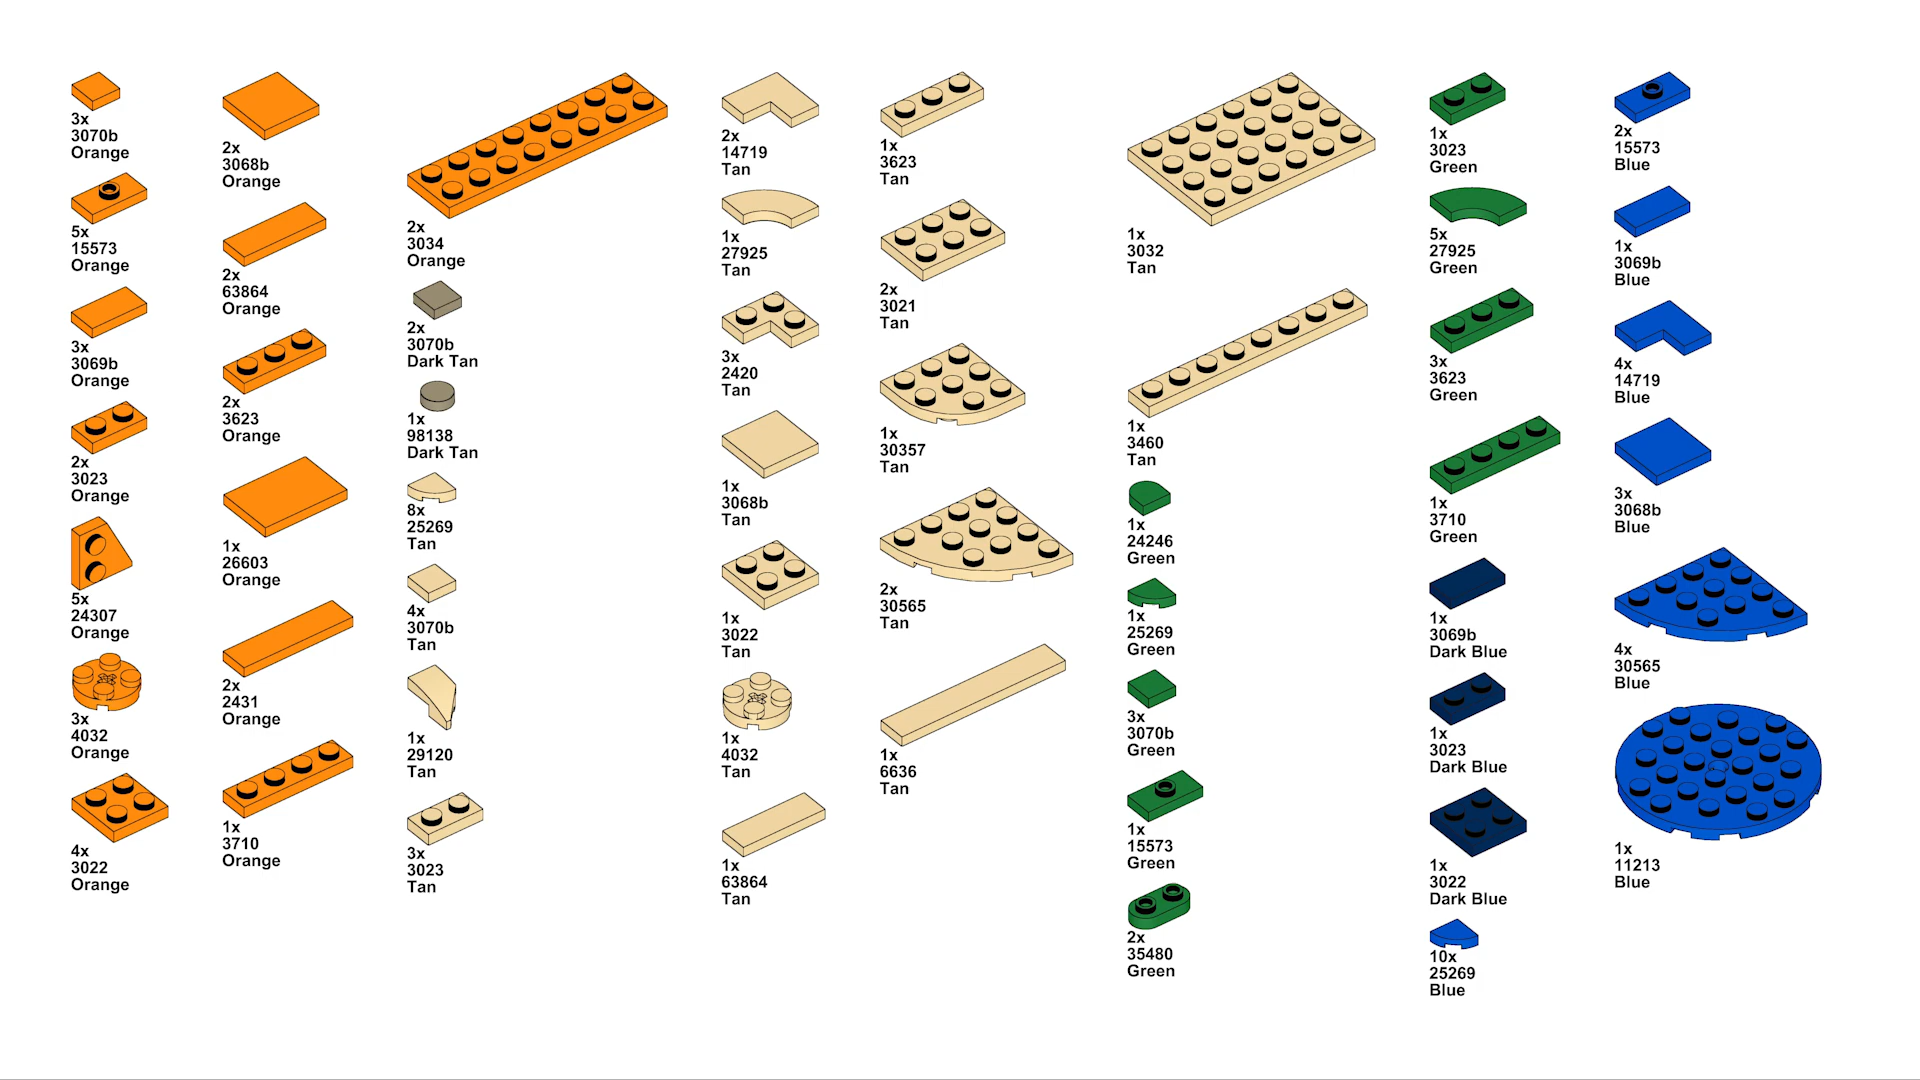 3x
3070b
Orange
5x
15573
Orange
3x
3069b
Orange
2x
3023
Orange
5x
24307
Orange
3x
4032
Orange
4x
3022
Orange
2x
3068b
Orange
2x
63864
Orange
2x
3623
Orange
1x
26603
Orange
2x
2431
Orange
1x
3710
Orange
2x
3034
Orange
2x
3070b
Dark Tan
1x
98138
Dark Tan
8x
25269
Tan
4x
3070b
Tan
1x
29120
Tan
3x
3023
Tan
2x
14719
Tan
1x
27925
Tan
3x
2420
Tan
1x
3068b
Tan
1x
3022
Tan
1x
4032
Tan
1x
63864
Tan
1x
3623
Tan
2x
3021
Tan
1x
30357
Tan
2x
30565
Tan
1x
6636
Tan
1x
3032
Tan
1x
3460
Tan
1x
24246
Green
1x
25269
Green
3x
3070b
Green
1x
15573
Green
2x
35480
Green
1x
3023
Green
5x
27925
Green
3x
3623
Green
1x
3710
Green
1x
3069b
Dark Blue
1x
3023
Dark Blue
1x
3022
Dark Blue
10x
25269
Blue
2x
15573
Blue
1x
3069b
Blue
4x
14719
Blue
3x
3068b
Blue
4x
30565
Blue
1x
11213
Blue